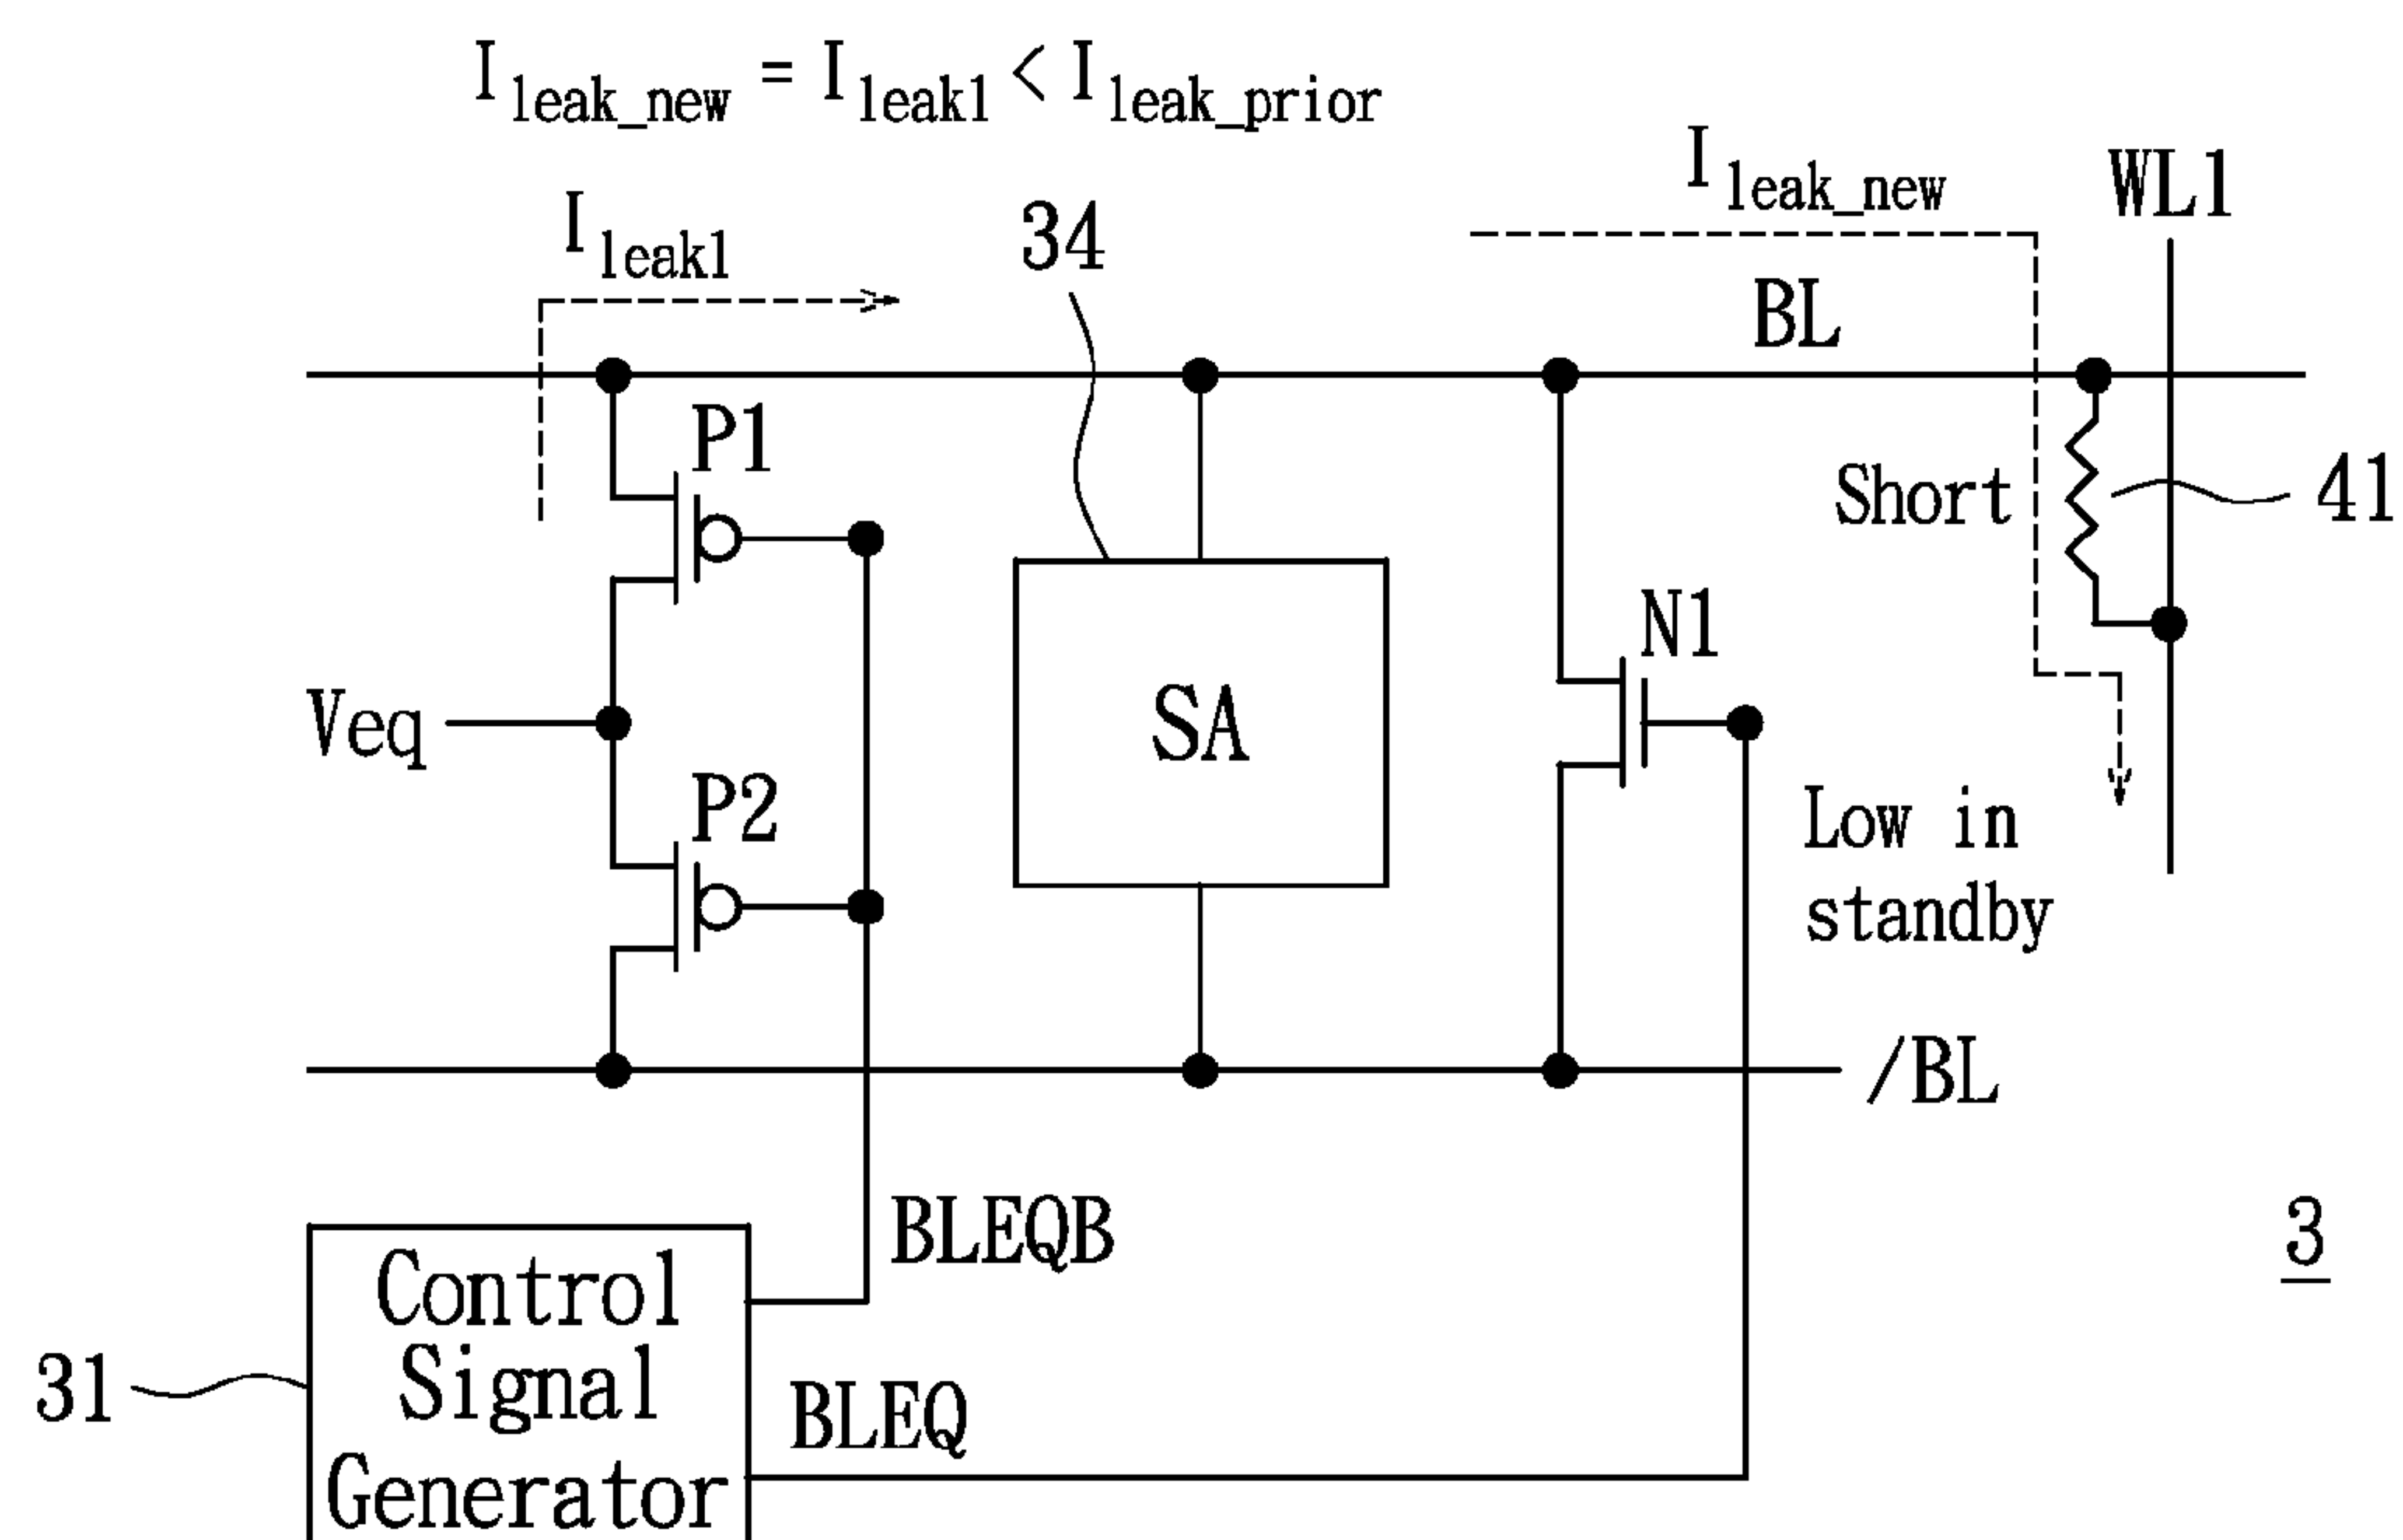 I leak_new = I leak1 < I leak_prior
I leak1
34
I leak_new
WL1
BL
P1
Short
41
N1
Veq
SA
P2
Low in
standby
/BL
BLEQB
3
Control
Signal
Generator
31
BLEQ